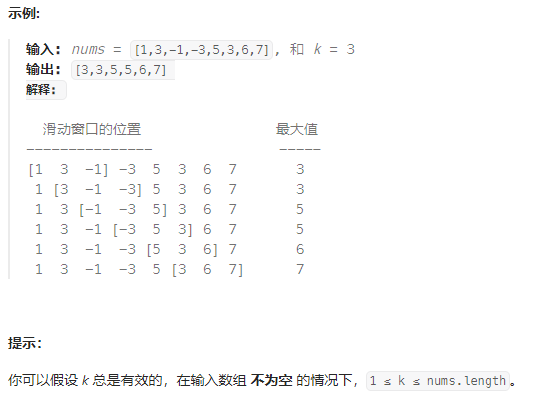 示例:
输入: nums = [1,3,-1,-3,5,3,6,7], 和 k = 3
输出: [3,3,5,5,6,7]
解释:
滑动窗口的位置 最大值
--------------- -----
[1 3 -1] -3 5 3 6 7 3
1 [3 -1 -3] 5 3 6 7 3
1 3 [-1 -3 5] 3 6 7 5
1 3 -1 [-3 5 3] 6 7 5
1 3 -1 -3 [5 3 6] 7 6
1 3 -1 -3 5 [3 6 7] 7
提示：
你可以假设 k 总是有效的，在输入数组 不为空 的情况下，1 ≤ k ≤ nums.length。